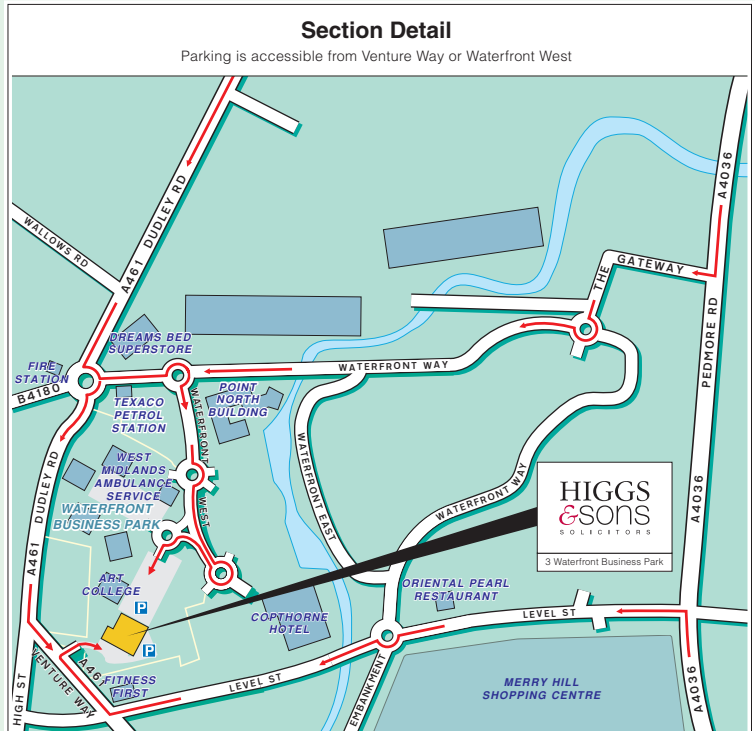 Section Detail
Parking is accessible from Venture Way or Waterfront West
A4036
A461 DUDLEY RD
WALLOWS RD
THE GATEWAY
PEDMORE RD
DREAMS BED
SUPERSTORE
FIRE
STATION
B4180
WATERFRONT WAY
POINT
NORTH
BUILDING
TEXACO
PETROL
STATION
WATERFRONT WEST
WEST
MIDLANDS
AMBULANCE
SERVICE
WATERFRONT
BUSINESS PARK
A461 DUDLEY RD
WATERFRONT EAST
WATERFRONT WAY
A4036
HIGGS
&SONS
SOLICITORS
3 Waterfront Business Park
ART
COLLEGE
P
P
COPTHORNE
HOTEL
ORIENTAL PEARL
RESTAURANT
LEVEL ST
A461
VENTURE WAY
FITNESS
FIRST
HIGH ST
LEVEL ST
EMBANKMENT
MERRY HILL
SHOPPING CENTRE
A4036